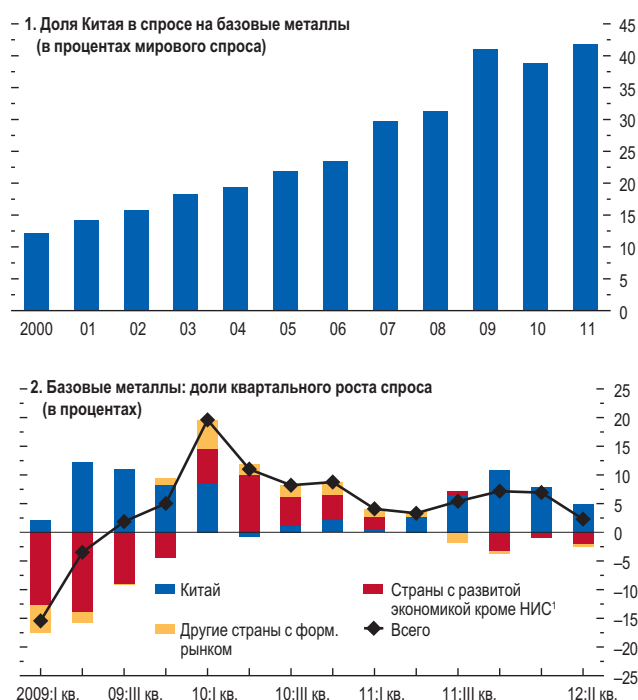 1. Доля Китая в спросе на базовые металлы
(в процентах мирового спроса)
45
40
35
30
25
20
15
10
5
0
2000 01 02 03 04 05 06 07 08 09 10 11
2. Базовые металлы: доли квартального роста спроса
(в процентах)
25
20
15
10
5
0
–5
–10
–15
–20
–25
Китай
Страны с развитой
экономикой кроме НИС¹
Другие страны с форм.
рынком
Всего
2009:I кв. 09:III кв. 10:I кв. 10:III кв. 11:I кв. 11:III кв. 12:II кв.